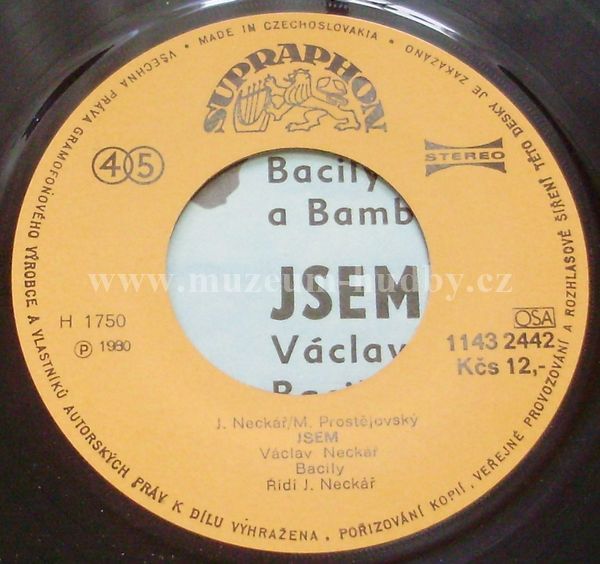 VŠECHNA PRÁVA GRAMOFONOVÉHO VÝROBCE A VLASTNÍKŮ AUTORSKÝCH PRÁV K DÍLU VYHRAŽENA. POŘIZOVÁNÍ KOPIÍ, VEŘEJNÉ PROVOZOVÁNÍ A ROZHLASOVÉ ŠÍŘENÍ TÉTO DESKY JE ZAKÁZÁNO
• MADE IN CZECHOSLOVAKIA •
SUPRAPHON
45
STEREO
Bacily
a Bamb
JSEM
Václav
Bacily
www.muzeum-hudby.cz
H 1750
℗ 1980
OSA
1143 2442
Kčs 12,-
J. Neckář/M. Prostějovský
JSEM
Václav Neckář
Bacily
Řídí J. Neckář